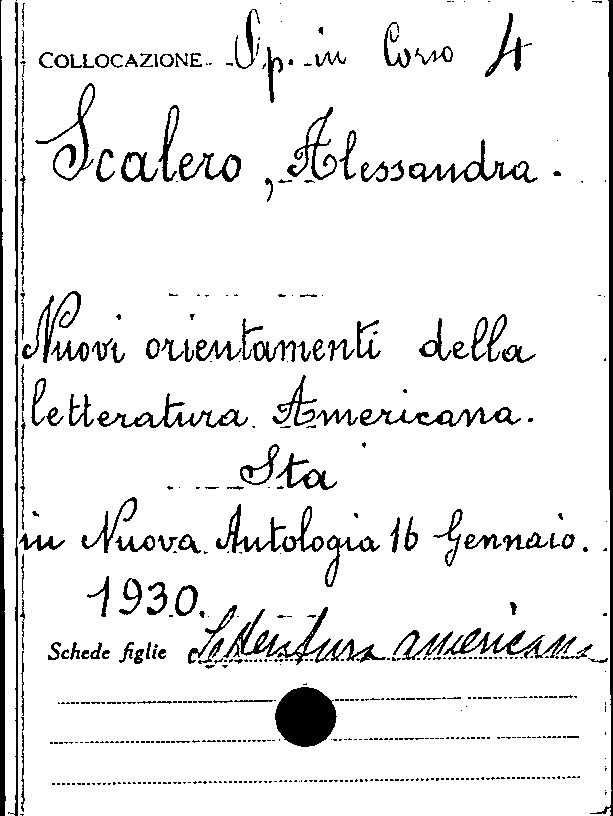 COLLOCAZIONE Sp. in Corso 4
Scalero, Alessandra.
Nuovi orientamenti della
letteratura Americana.
Sta
in Nuova Antologia 16 Gennaio.
1930.
Schede figlie Letteratura americana